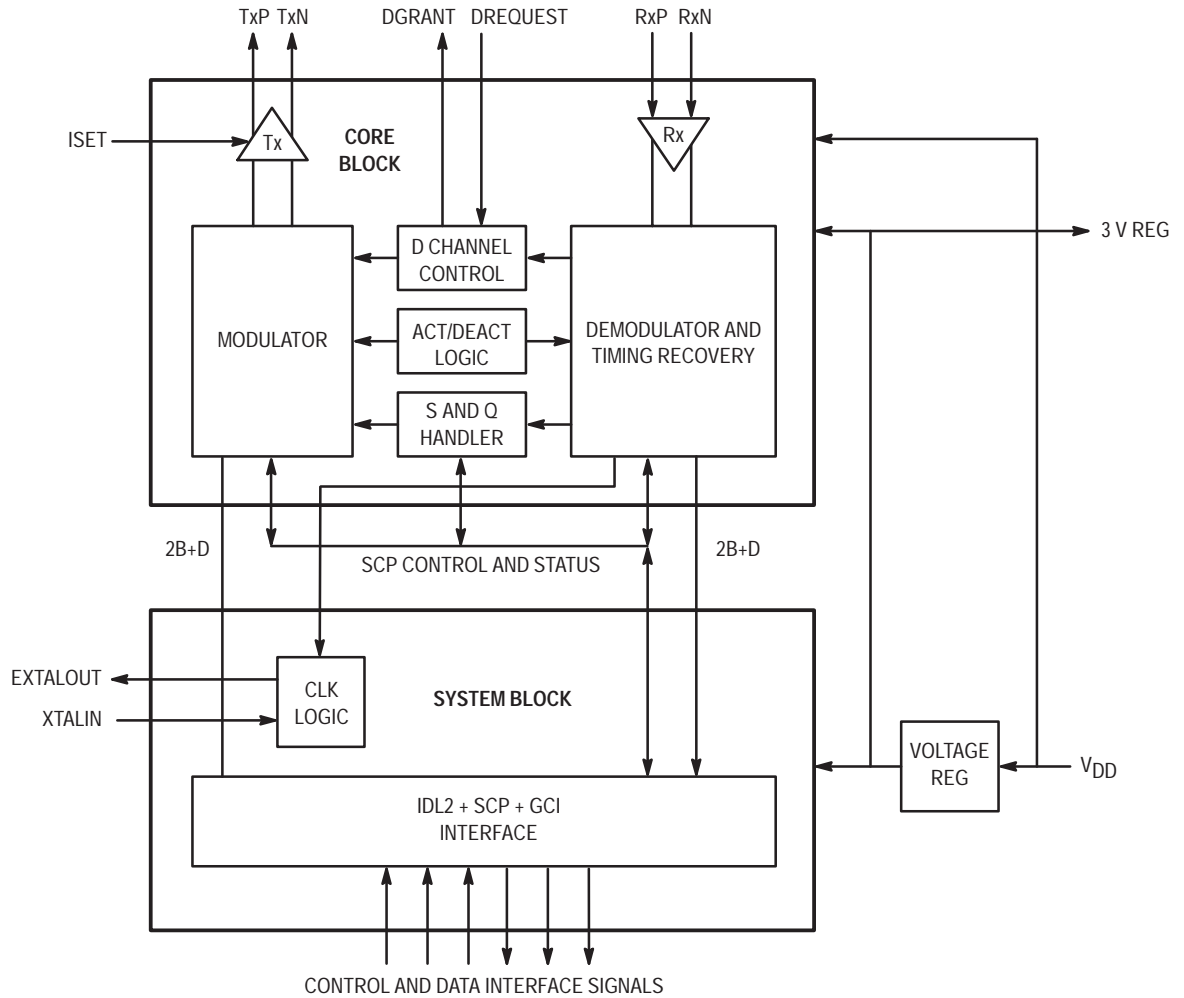 TxP TxN DGRANT DREQUEST RxP RxN
ISET
Tx
CORE
BLOCK
Rx
3 V REG
MODULATOR
D CHANNEL
CONTROL
ACT/DEACT
LOGIC
S AND Q
HANDLER
DEMODULATOR AND
TIMING RECOVERY
2B+D
SCP CONTROL AND STATUS
2B+D
EXTALOUT
XTALIN
CLK
LOGIC
SYSTEM BLOCK
VOLTAGE
REG
VDD
IDL2 + SCP + GCI
INTERFACE
CONTROL AND DATA INTERFACE SIGNALS